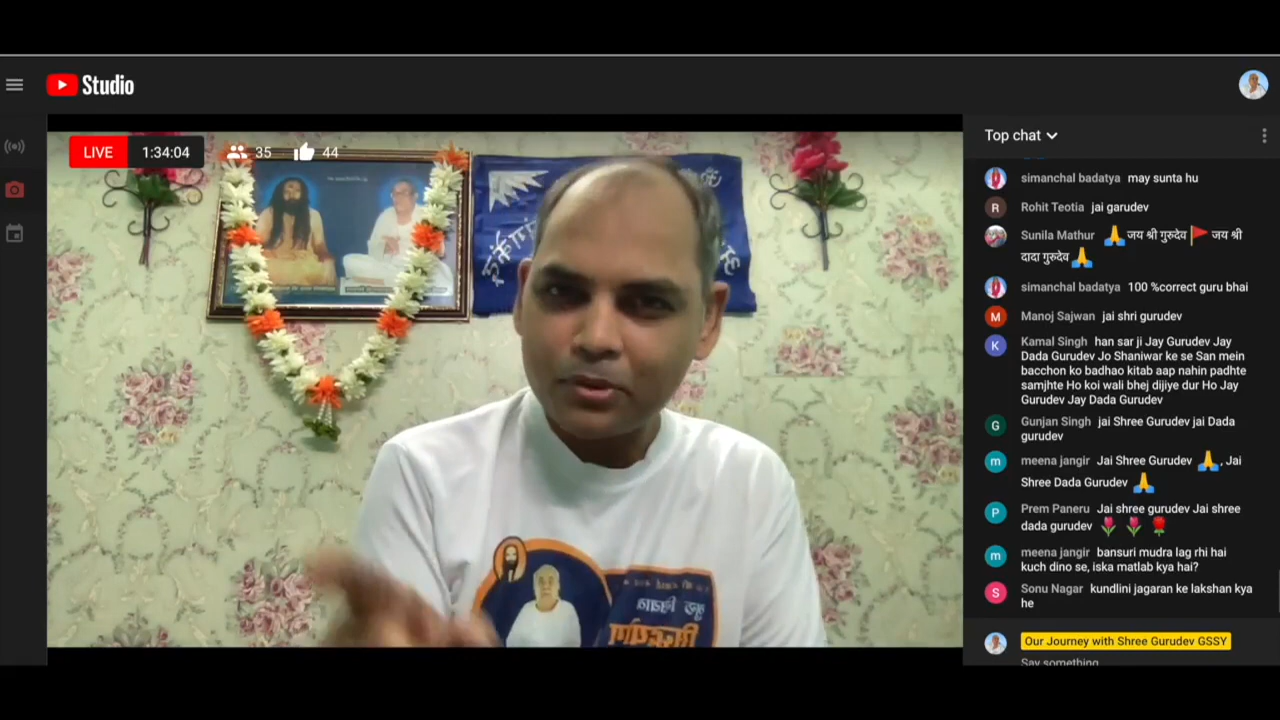 Studio
LIVE 1:34:04 35 44
Top chat
simanchal badatya may sunta hu
Rohit Teotia jai garudev
Sunila Mathur 🙏 जय श्री गुरुदेव 🚩 जय श्री
दादा गुरुदेव 🙏
simanchal badatya 100 %correct guru bhai
M
Manoj Sajwan jai shri gurudev
K
Kamal Singh han sar ji Jay Gurudev Jay
Dada Gurudev Jo Shaniwar ke se San mein
bacchon ko badhao kitab aap nahin padhte
samjhte Ho koi wali bhej dijiye dur Ho Jay
Gurudev Jay Dada Gurudev
G
Gunjan Singh jai Shree Gurudev jai Dada
gurudev
m
meena jangir Jai Shree Gurudev 🙏, Jai
Shree Dada Gurudev 🙏
P
Prem Paneru Jai shree gurudev Jai shree
dada gurudev 🌷 🌷 🌹
m
meena jangir bansuri mudra lag rhi hai
kuch dino se, iska matlab kya hai?
S
Sonu Nagar kundlini jagaran ke lakshan kya
he
Our Journey with Shree Gurudev GSSY
Say something